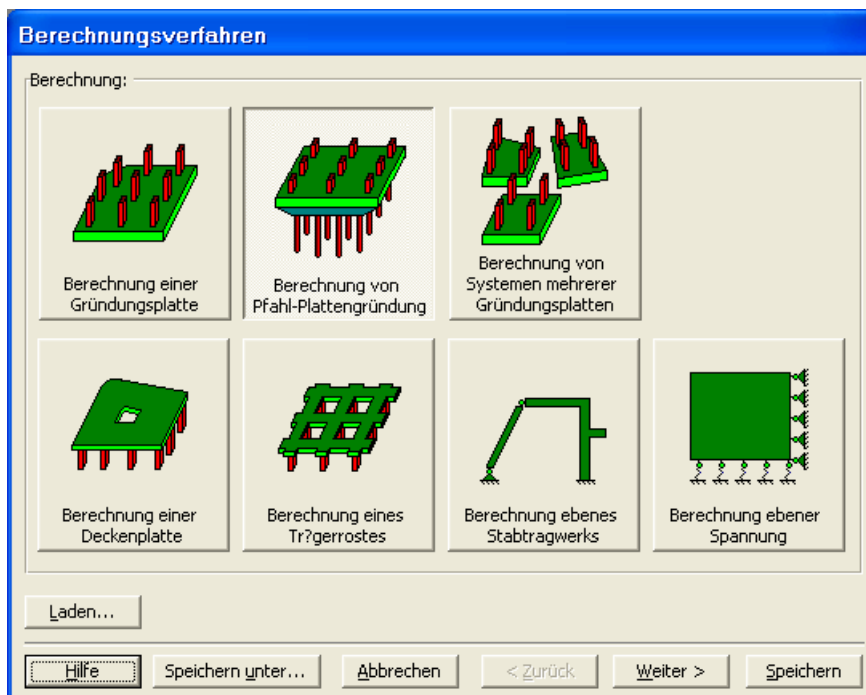 Berechnungsverfahren
Berechnung:
Berechnung einer
Gründungsplatte
Berechnung von
Pfahl-Plattengründung
Berechnung von
Systemen mehrerer
Gründungsplatten
Berechnung einer
Deckenplatte
Berechnung eines
Tr?gerrostes
Berechnung ebenes
Stabtragwerks
Berechnung ebener
Spannung
Laden...
Hilfe
Speichern unter...
Abbrechen
< Zurück
Weiter >
Speichern